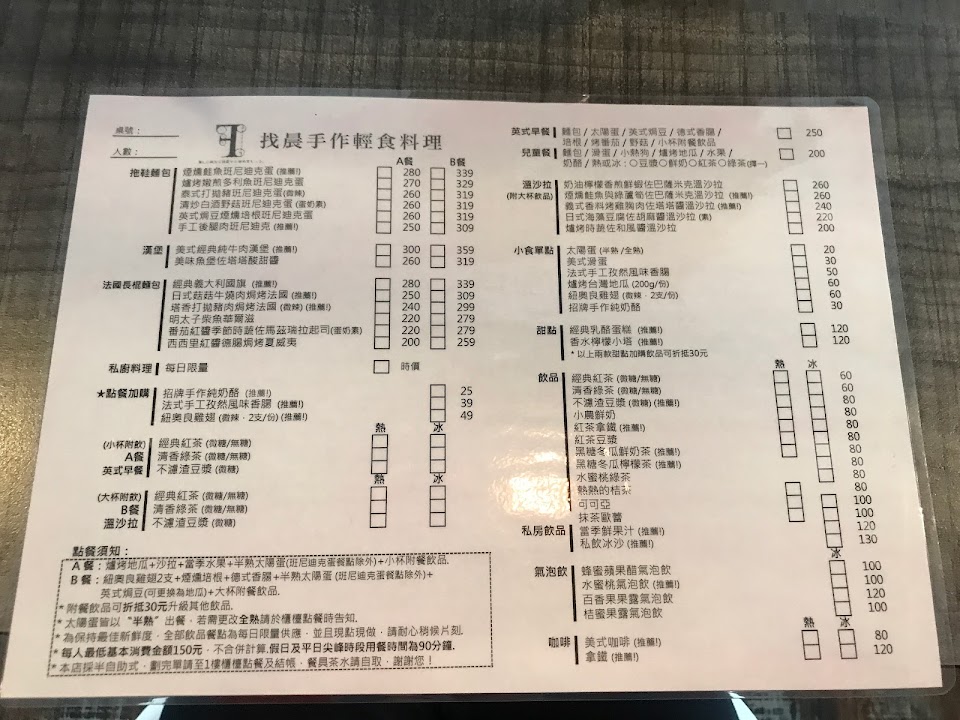 桌號：
人數：
找晨手作輕食料理
A餐 B餐
拖鞋麵包 煙燻鮭魚班尼迪克蛋 (推薦!) 280 339
爐烤嫩煎多利魚班尼迪克蛋 270 329
泰式打拋豬班尼迪克蛋(微辣) 260 319
清炒白酒野菇班尼迪克蛋 (蛋奶素) 260 319
英式焗豆煙燻培根班尼迪克蛋 260 319
手工後腿肉班尼迪克蛋 (推薦!) 250 309
漢堡 美式經典純牛肉漢堡 (推薦!) 300 359
美味魚堡佐塔塔酸甜醬 260 319
法國長棍麵包 經典義大利國旗 (推薦!) 280 339
日式菇菇牛燒肉焗烤法國 (推薦!) 250 309
塔香打拋豬肉焗烤法國 (微辣) (推薦!) 240 299
明太子柴魚華爾滋 220 279
番茄紅醬季節時蔬佐馬茲瑞拉起司(蛋奶素) 220 279
西西里紅醬德腸焗烤夏威夷 200 259
私廚料理 每日限量 時價
★點餐加購 招牌手作純奶酪 (推薦!) 25
法式手工孜然風味香腸 (推薦!) 39
紐奧良雞翅 (微辣．2支/份) (推薦!) 49
熱 冰
(小杯附飲) 經典紅茶 (微糖/無糖)
A餐 清香綠茶 (微糖/無糖)
英式早餐 不濾渣豆漿 (微糖)
(大杯附飲) 經典紅茶 (微糖/無糖)
B餐 清香綠茶 (微糖/無糖)
溫沙拉 不濾渣豆漿 (微糖)
點餐須知：
A 餐：爐烤地瓜+沙拉+當季水果+半熟太陽蛋(班尼迪克蛋餐點除外)+小杯附餐飲品.
B 餐：紐奧良雞翅2支+煙燻培根+德式香腸+半熟太陽蛋 (班尼迪克蛋餐點除外)+
英式焗豆(可更換為地瓜)+大杯附餐飲品.
* 附餐飲品可折抵30元升級其他飲品.
* 太陽蛋皆以“半熟”出餐，若需更改全熟請於櫃檯點餐時告知.
* 為保持最佳新鮮度，全部飲品餐點為每日限量供應，並且現點現做，請耐心稍候片刻.
* 每人最低基本消費金額150元，不合併計算.假日及平日尖峰時段用餐時間為90分鐘.
* 本店採半自助式，劃完單請至1樓櫃檯點餐及結帳，餐具茶水請自取，謝謝您！
英式早餐 麵包 / 太陽蛋 / 英式焗豆 / 德式香腸 / 250
培根 / 烤番茄 / 野菇 / 小杯附餐飲品
兒童餐 麵包 / 滑蛋 / 小熱狗 / 爐烤地瓜 / 水果 / 200
奶酪 / 熱或冰：○豆漿○鮮奶○紅茶○綠茶(擇一)
溫沙拉 奶油檸檬香煎鮮蝦佐巴薩米克溫沙拉 260
(附大杯飲品) 煙燻鮭魚與綠蘆筍佐巴薩米克溫沙拉 (推薦!) 260
義式香料烤雞胸肉佐塔塔醬溫沙拉 (推薦!) 240
日式海藻豆腐佐胡麻醬溫沙拉 (素) 220
爐烤時蔬佐和風醬溫沙拉 200
小食單點 太陽蛋 (半熟／全熟) 20
美式滑蛋 30
法式手工孜然風味香腸 50
爐烤台灣地瓜 (200g/份) 60
紐奧良雞翅 (微辣．2支/份) 60
招牌手作純奶酪 30
甜點 經典乳酪蛋糕 (推薦!) 120
香水檸檬小塔 (推薦!) 120
* 以上兩款甜點加購飲品可折抵30元
熱 冰
飲品 經典紅茶 (微糖/無糖) 60
清香綠茶 (微糖/無糖) 60
不濾渣豆漿 (微糖) (推薦!) 80
小農鮮奶 80
紅茶拿鐵 (推薦!) 80
紅茶豆漿 80
黑糖冬瓜鮮奶茶 (推薦!) 80
黑糖冬瓜檸檬茶 (推薦!) 80
水蜜桃綠茶 80
熱熱的桔茶 100
可可亞 100
抹茶歐蕾 120
私房飲品 當季鮮果汁 (推薦!) 130
私飲冰沙 (推薦!)
冰
氣泡飲 蜂蜜蘋果醋氣泡飲 100
水蜜桃氣泡飲 (推薦!) 100
百香果果露氣泡飲 120
桔蜜果露氣泡飲 100
熱 冰
咖啡 美式咖啡 (推薦!) 80
拿鐵 (推薦!) 120